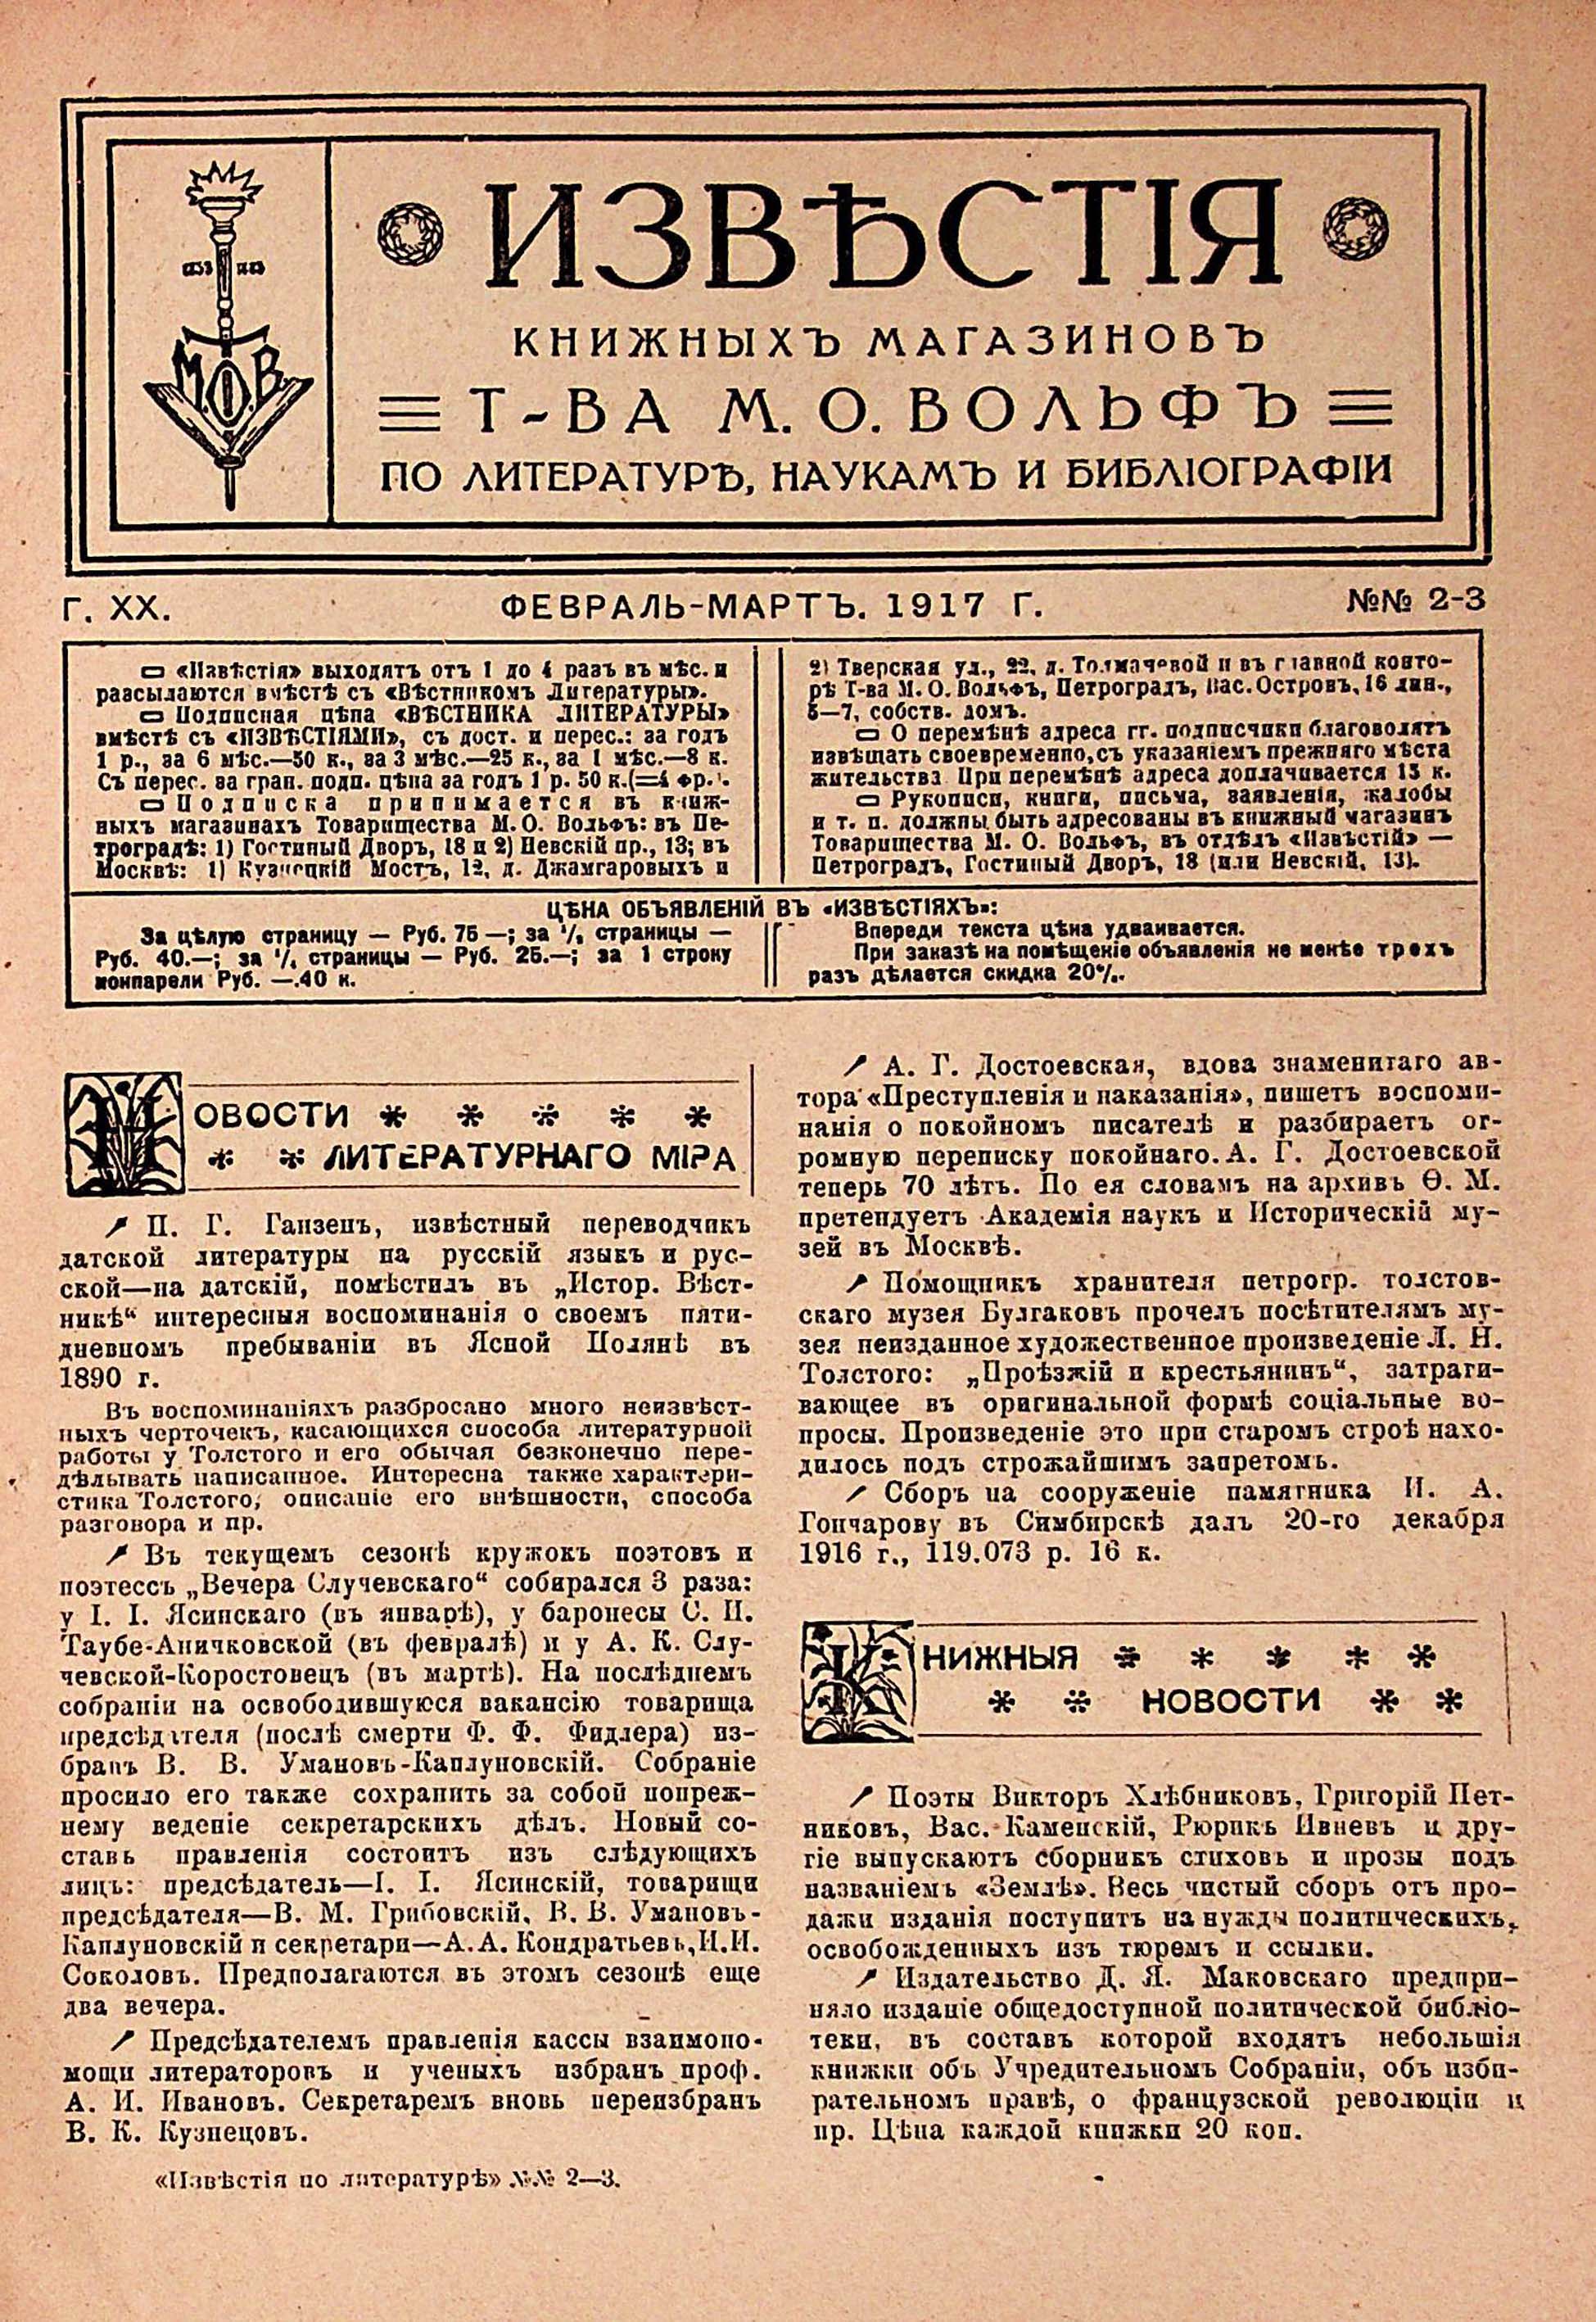 ИЗВѢСТІЯ
КНИЖНЫХЪ МАГАЗИНОВЪ
Т-ВА М. О. ВОЛЬФЪ
ПО ЛИТЕРАТУРѢ, НАУКАМЪ И БИБЛІОГРАФІИ
М.О.В.
Г. XX.
ФЕВРАЛЬ-МАРТЪ. 1917 Г.
№№ 2-3
«Извѣстія» выходятъ отъ 1 до 4 разъ въ мѣс. и
разсылаются вмѣстѣ съ «Вѣстникомъ Литературы».
Подписная цѣна «ВѢСТНИКА ЛИТЕРАТУРЫ»
вмѣстѣ съ «ИЗВѢСТІЯМИ», съ дост. и перес.: за годъ
1 р., за 6 мѣс.—50 к., за 3 мѣс.—25 к., за 1 мѣс.—8 к.
Съ перес. за гран. подп. цѣна за годъ 1 р. 50 к.(=4 фр.).
Подписка принимается въ книж-
ныхъ магазинахъ Товарищества М. О. Вольфъ: въ Пе-
троградѣ: 1) Гостиный Дворъ, 18 и 2) Невскій пр., 13; въ
Москвѣ: 1) Кузнецкій Мостъ, 12, д. Джамгаровыхъ и
2) Тверская ул., 22, д. Толмачевой и въ главной конто-
рѣ Т-ва М. О. Вольфъ, Петроградъ, Вас. Островъ, 16 лин.,
5—7, собств. домъ.
О перемѣнѣ адреса гг. подписчики благоволятъ
извѣщать своевременно, съ указаніемъ прежняго мѣста
жительства При перемѣнѣ адреса доплачивается 15 к.
Рукописи, книги, письма, заявленія, жалобы
и т. п. должны быть адресованы въ книжный магазинъ
Товарищества М. О. Вольфъ, въ отдѣлъ «Извѣстій» —
Петроградъ, Гостиный Дворъ, 18 (или Невскій, 13).
ЦѢНА ОБЪЯВЛЕНІЙ ВЪ «ИЗВѢСТІЯХЪ»:
За цѣлую страницу — Руб. 75 —; за страницы —
Руб. 40.—; за страницы — Руб. 25.—; за 1 строку
нонпарели Руб. —.40 к.
Впереди текста цѣна удваивается.
При заказѣ на помѣщеніе объявленія не менѣе трехъ
разъ дѣлается скидка 20%.
НОВОСТИ
ЛИТЕРАТУРНАГО МІРА
П. Г. Ганзенъ, извѣстный переводчикъ
датской литературы на русскій языкъ и рус-
ской—на датскій, помѣстилъ въ „Истор. Вѣст-
никѣ“ интересныя воспоминанія о своемъ пяти-
дневномъ пребываніи въ Ясной Полянѣ въ
1890 г.
Въ воспоминаніяхъ разбросано много неизвѣст-
ныхъ черточекъ, касающихся способа литературной
работы у Толстого и его обычая безконечно пере-
дѣлывать написанное. Интересна также характери-
стика Толстого, описаніе его внѣшности, способа
разговора и пр.
Въ текущемъ сезонѣ кружокъ поэтовъ и
поэтессъ „Вечера Случевскаго“ собирался 3 раза:
у І. І. Ясинскаго (въ январѣ), у баронесы С. И.
Таубе-Аничковской (въ февралѣ) и у А. К. Слу-
чевской-Коростовецъ (въ мартѣ). На послѣднемъ
собраніи на освободившуюся вакансію товарища
предсѣдателя (послѣ смерти Ф. Ф. Фидлера) из-
бранъ В. В. Умановъ-Каплуновскій. Собраніе
просило его также сохранить за собой попреж-
нему веденіе секретарскихъ дѣлъ. Новый со-
ставъ правленія состоитъ изъ слѣдующихъ
лицъ: предсѣдатель—І. І. Ясинскій, товарищи
предсѣдателя—В. М. Грибовскій, В. В. Умановъ-
Каплуновскій и секретари—А. А. Кондратьевъ, И. И.
Соколовъ. Предполагаются въ этомъ сезонѣ еще
два вечера.
Предсѣдателемъ правленія кассы взаимопо-
мощи литераторовъ и ученыхъ избранъ проф.
А. И. Ивановъ. Секретаремъ вновь переизбранъ
В. К. Кузнецовъ.
«Извѣстія по литературѣ» №№ 2—3.
А. Г. Достоевская, вдова знаменитаго ав-
тора «Преступленія и наказанія», пишетъ воспоми-
нанія о покойномъ писателѣ и разбираетъ ог-
ромную переписку покойнаго. А. Г. Достоевской
теперь 70 лѣтъ. По ея словамъ на архивъ Ѳ. М.
претендуетъ Академія наукъ и Историческій му-
зей въ Москвѣ.
Помощникъ хранителя петрогр. толстов-
скаго музея Булгаковъ прочелъ посѣтителямъ му-
зея неизданное художественное произведеніе Л. Н.
Толстого: „Проѣзжій и крестьянинъ“, затраги-
вающее въ оригинальной формѣ соціальные во-
просы. Произведеніе это при старомъ строѣ нахо-
дилось подъ строжайшимъ запретомъ.
Сборъ на сооруженіе памятника И. А.
Гончарову въ Симбирскѣ далъ 20-го декабря
1916 г., 119.073 р. 16 к.
КНИЖНЫЯ
НОВОСТИ
Поэты Викторъ Хлѣбниковъ, Григорій Пет-
никовъ, Вас. Каменскій, Рюрикъ Ивневъ и дру-
гіе выпускаютъ сборникъ стиховъ и прозы подъ
названіемъ «Землѣ». Весь чистый сборъ отъ про-
дажи изданія поступитъ на нужды политическихъ,
освобожденныхъ изъ тюремъ и ссылки.
Издательство Д. Я. Маковскаго предпри-
няло изданіе общедоступной политической библіо-
теки, въ составъ которой входятъ небольшія
книжки объ Учредительномъ Собраніи, объ изби-
рательномъ правѣ, о французской революціи и
пр. Цѣна каждой книжки 20 коп.